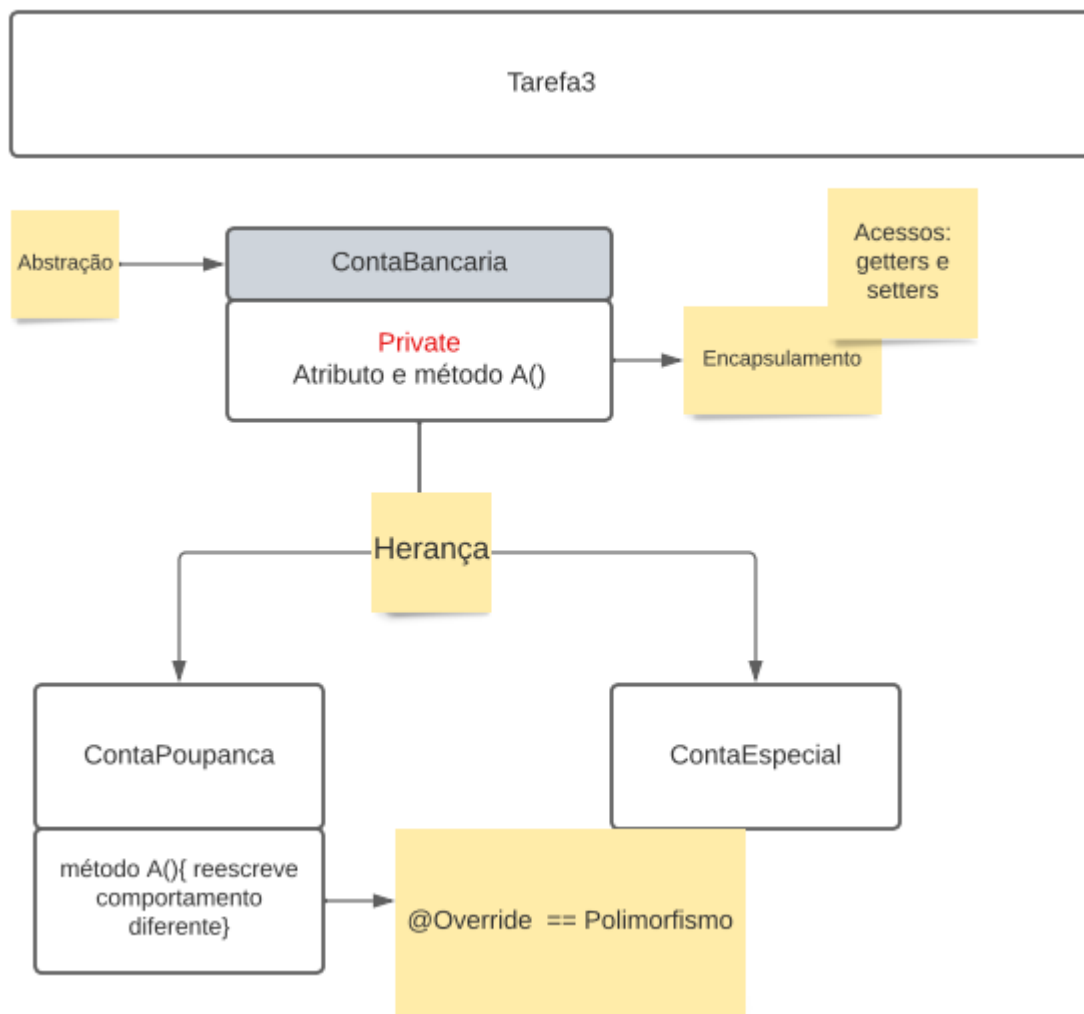 Tarefa3
Abstração
ContaBancaria
Private
Atributo e método A()
Acessos:
getters e
setters
Encapsulamento
Herança
ContaPoupanca
método A(){ reescreve
comportamento
diferente}
ContaEspecial
@Override == Polimorfismo